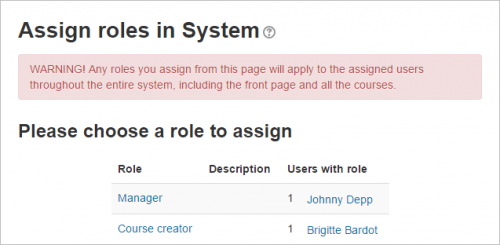 Assign roles in System
WARNING! Any roles you assign from this page will apply to the assigned users
throughout the entire system, including the front page and all the courses.
Please choose a role to assign
Role Description Users with role
Manager 1 Johnny Depp
Course creator 1 Brigitte Bardot